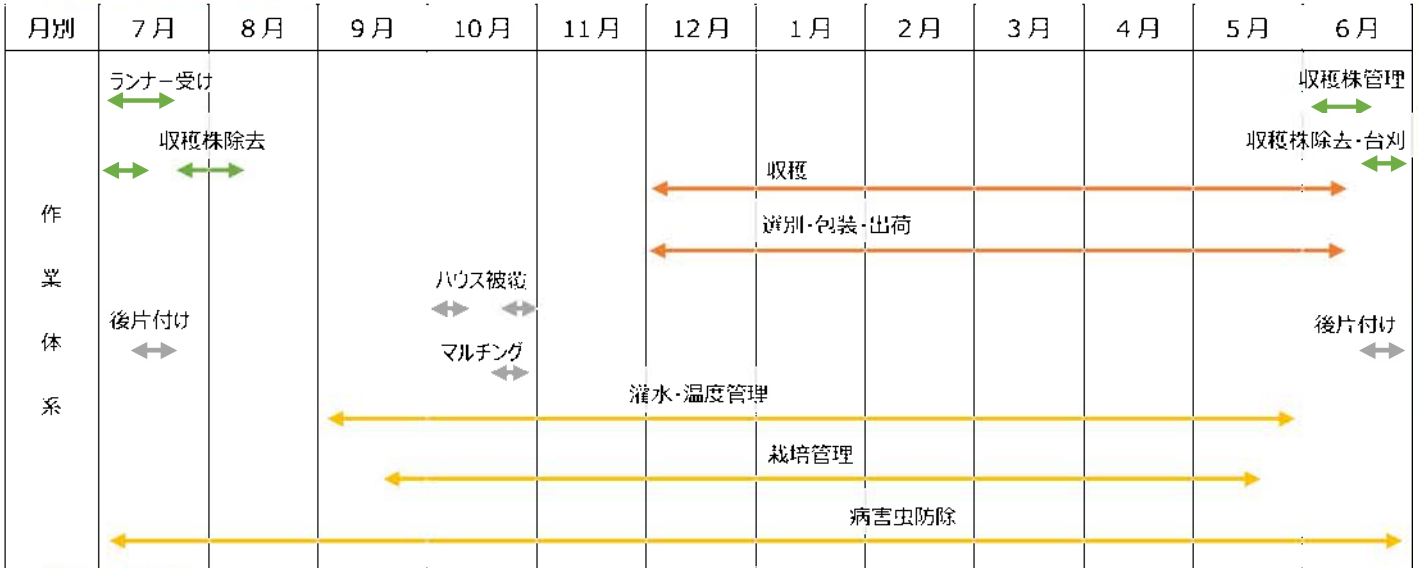 月別 7月 8月 9月 10月 11月 12月 1月 2月 3月 4月 5月 6月
作業体系
ランナー受け 収穫株管理
収穫株除去 収穫株除去・台刈
収穫
選別・包装・出荷
ハウス被覆
後片付け 後片付け
マルチング
灌水・温度管理
栽培管理
病害虫防除